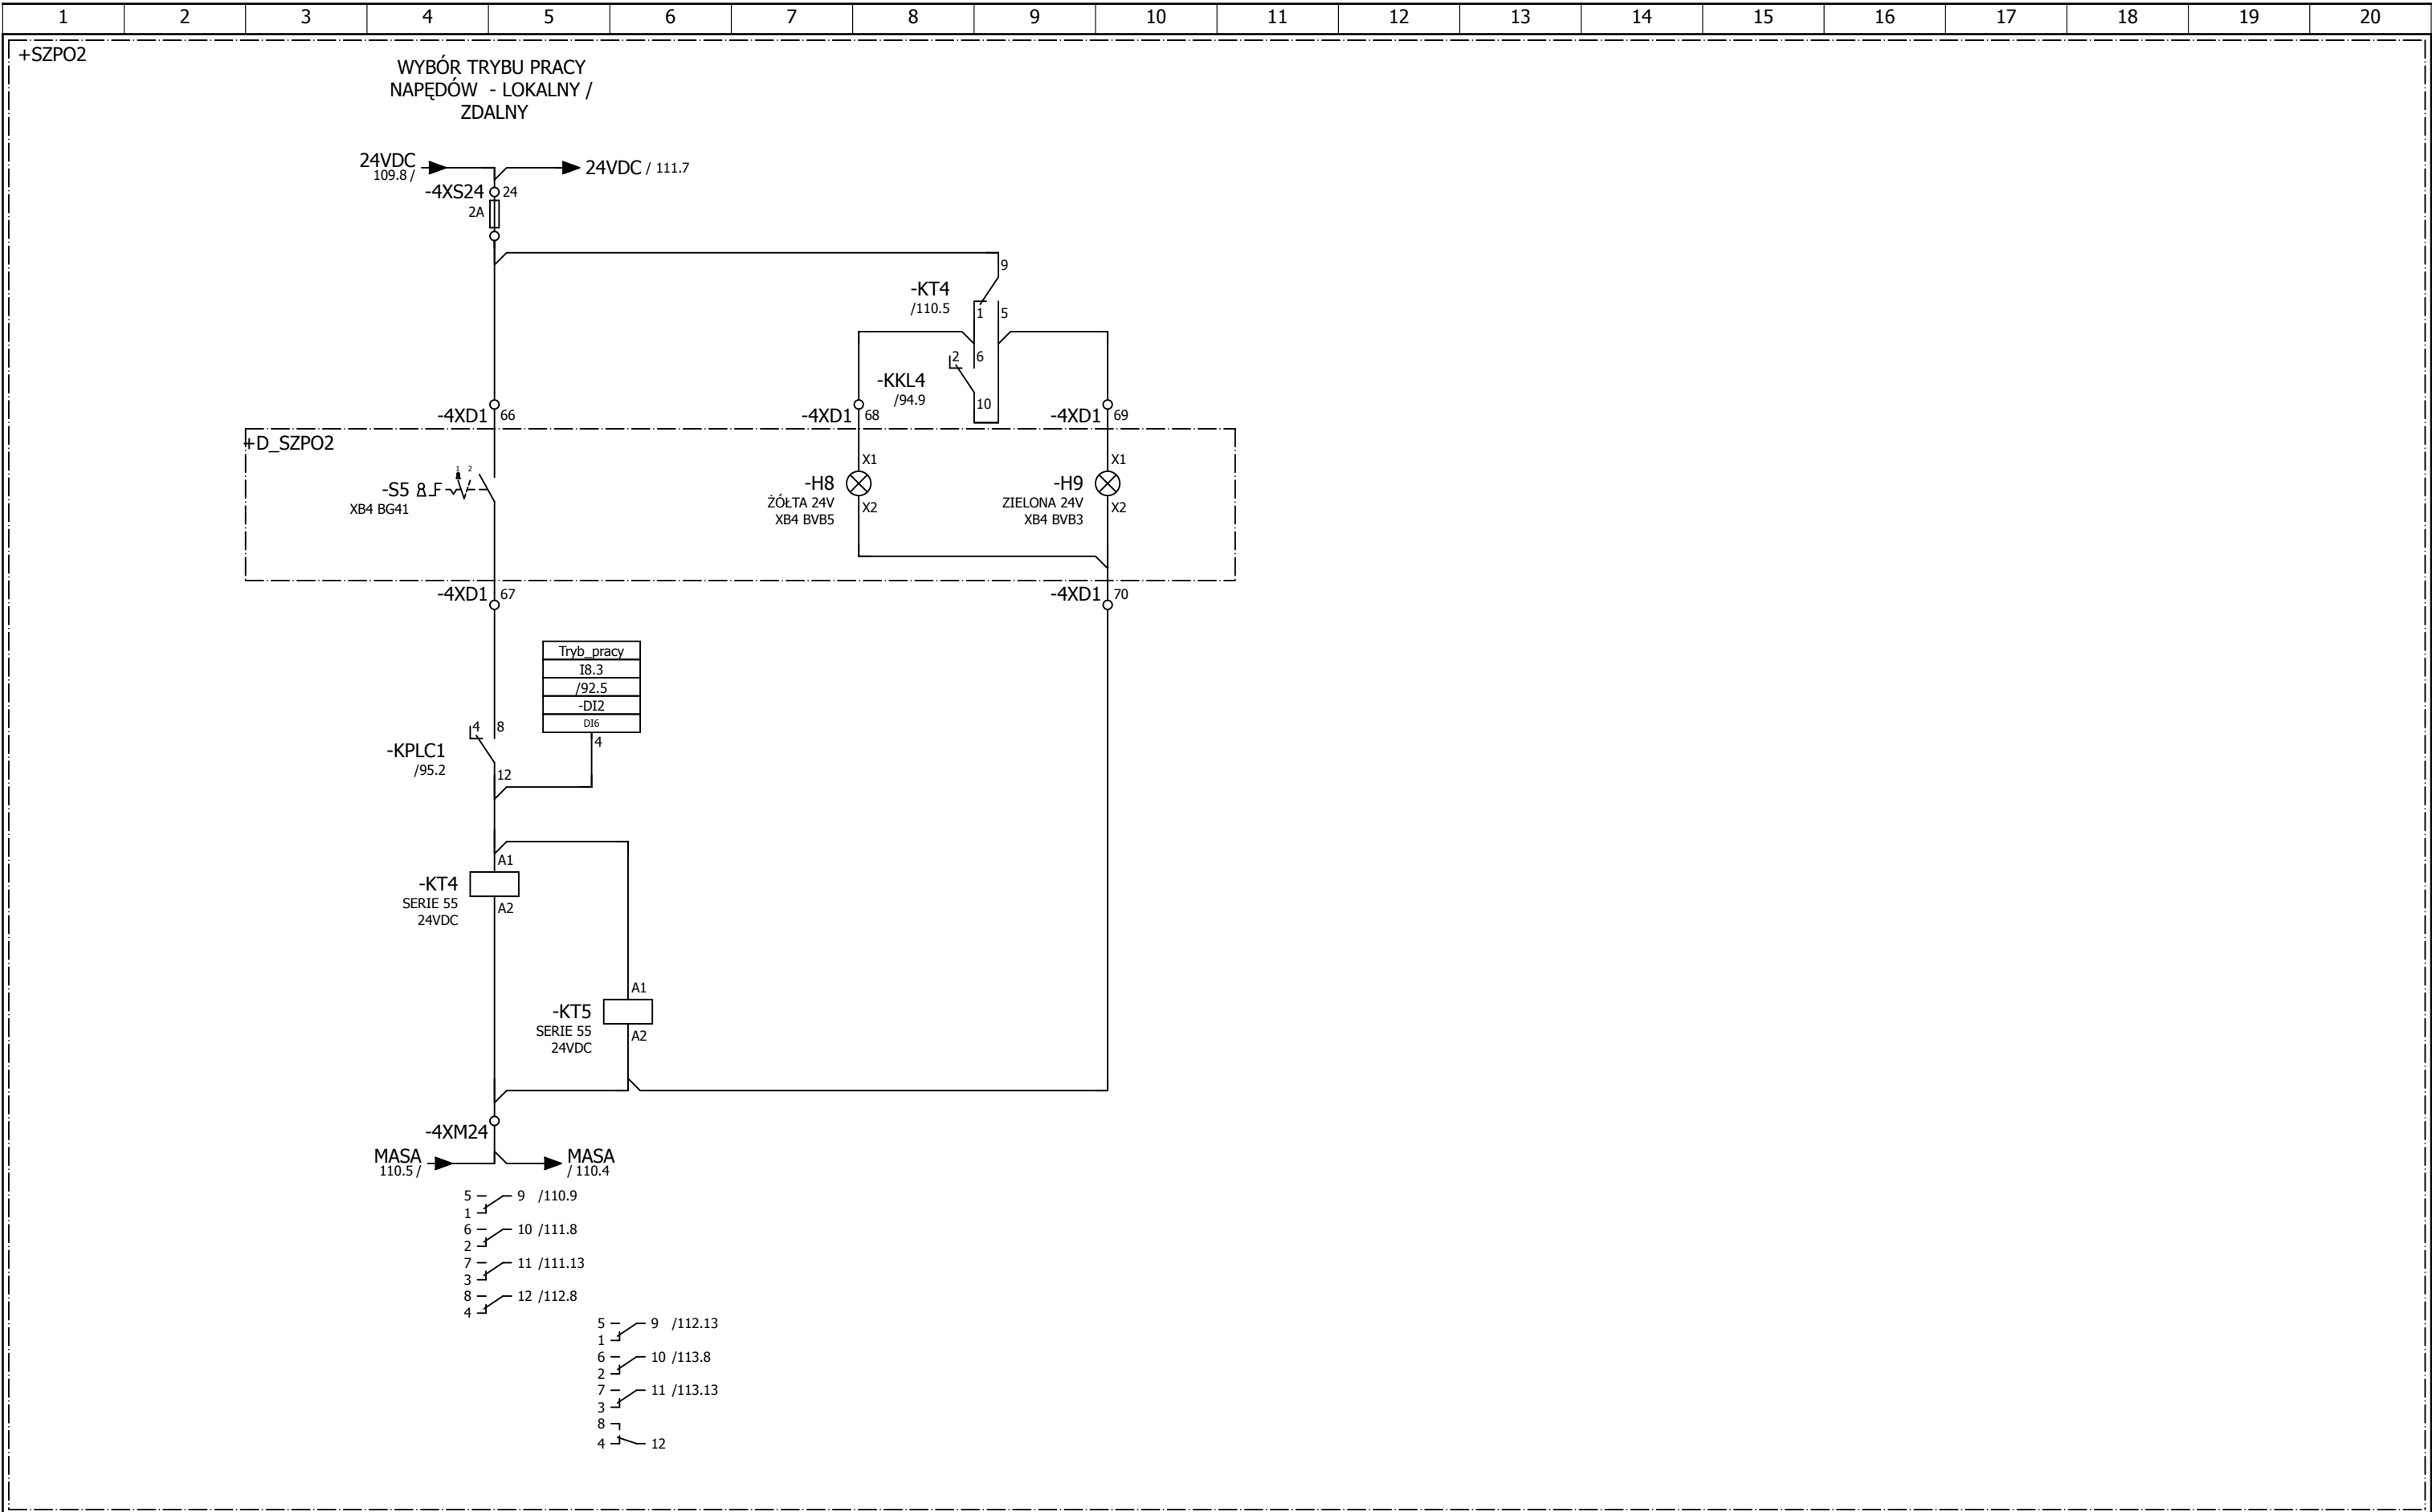 1 2 3 4 5 6 7 8 9 10 11 12 13 14 15 16 17 18 19 20
+SZPO2
WYBÓR TRYBU PRACY
NAPĘDÓW - LOKALNY /
ZDALNY
24VDC
109.8 /
24VDC / 111.7
-4XS24 24
2A
9
-KT4
/110.5
1 5
2 6
-KKL4
/94.9
10
-4XD1 66
-4XD1 68
-4XD1 69
+D_SZPO2
1 2
-S5
XB4 BG41
X1
-H8
ŻÓŁTA 24V
XB4 BVB5
X2
X1
-H9
ZIELONA 24V
XB4 BVB3
X2
-4XD1 67
-4XD1 70
Tryb_pracy
I8.3
/92.5
-DI2
DI6
4
4 8
-KPLC1
/95.2
12
A1
-KT4
SERIE 55
24VDC
A2
A1
-KT5
SERIE 55
24VDC
A2
-4XM24
MASA
110.5 /
MASA
/ 110.4
5 9 /110.9
1
6 10 /111.8
2
7 11 /111.13
3
8 12 /112.8
4
5 9 /112.13
1
6 10 /113.8
2
7 11 /113.13
3
8
4 12